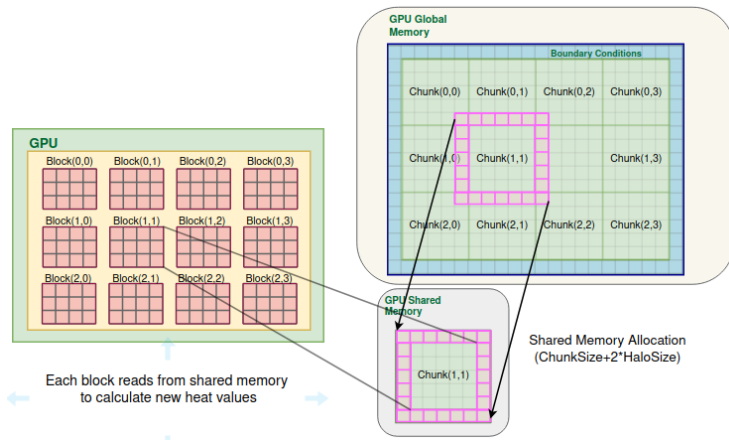 GPU Global
Memory
Boundary Conditions
Chunk(0,0) Chunk(0,1) Chunk(0,2) Chunk(0,3)
Chunk(1,0) Chunk(1,1) Chunk(1,3)
Chunk(2,0) Chunk(2,1) Chunk(2,2) Chunk(2,3)
GPU
Block(0,0) Block(0,1) Block(0,2) Block(0,3)
Block(1,0) Block(1,1) Block(1,2) Block(1,3)
Block(2,0) Block(2,1) Block(2,2) Block(2,3)
Each block reads from shared memory
to calculate new heat values
GPU Shared
Memory
Chunk(1,1)
Shared Memory Allocation
(ChunkSize+2*HaloSize)